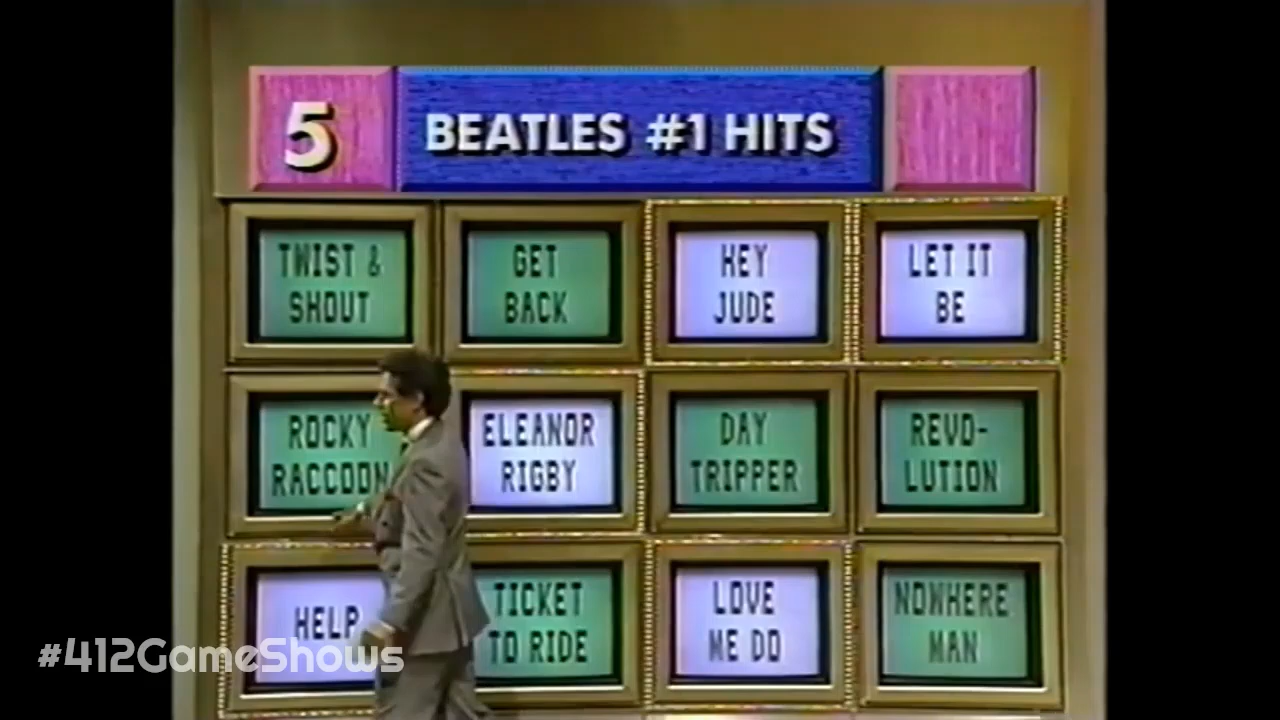 5
BEATLES #1 HITS
TWIST &
SHOUT
GET
BACK
HEY
JUDE
LET IT
BE
ROCKY
RACCOON
ELEANOR
RIGBY
DAY
TRIPPER
REVO-
LUTION
HELP
TICKET
TO RIDE
LOVE
ME DO
NOWHERE
MAN
#412GameShows